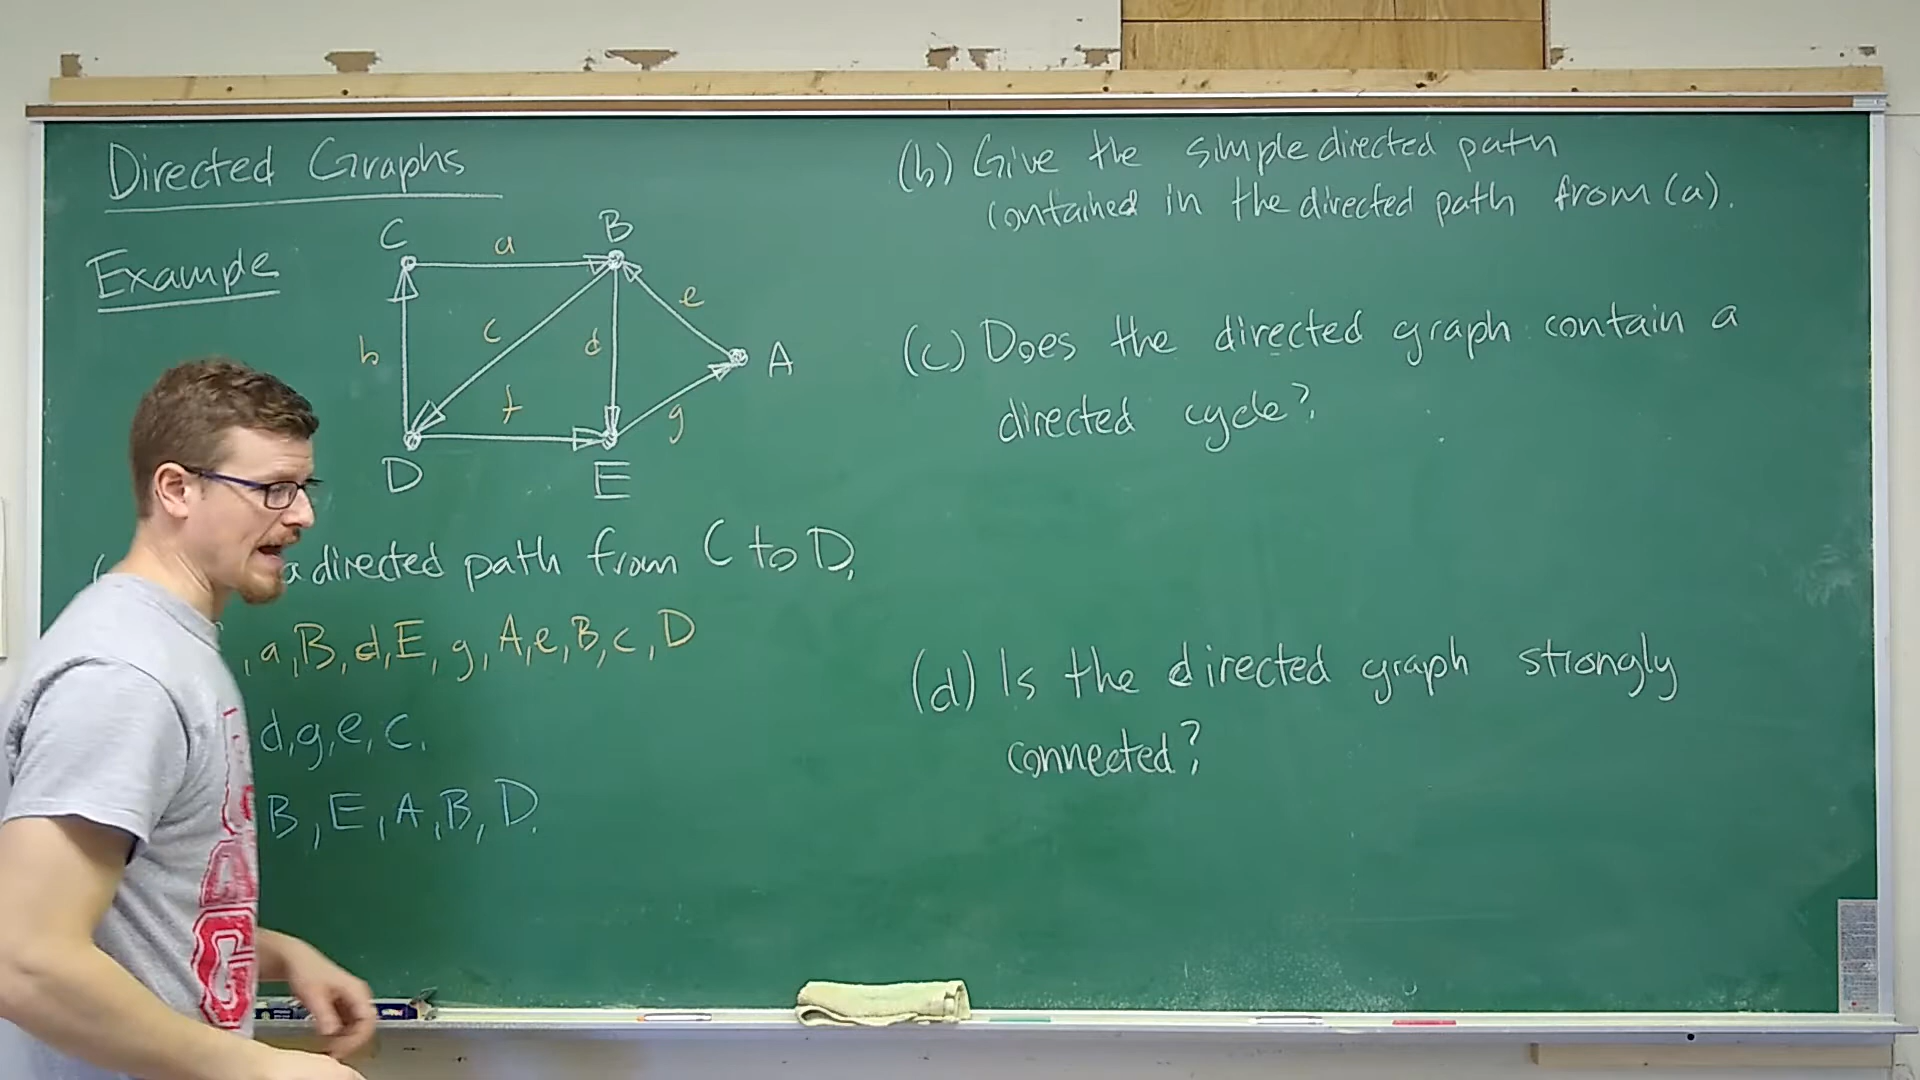 Directed Graphs
Example
C a B
b c d e
A
f g
D E
a directed path from C to D.
, a, B, d, E, g, A, e, B, c, D
d, g, e, c.
B, E, A, B, D.
(b) Give the simple directed path
contained in the directed path from (a).
(c) Does the directed graph contain a
directed cycle?
(d) Is the directed graph strongly
connected?